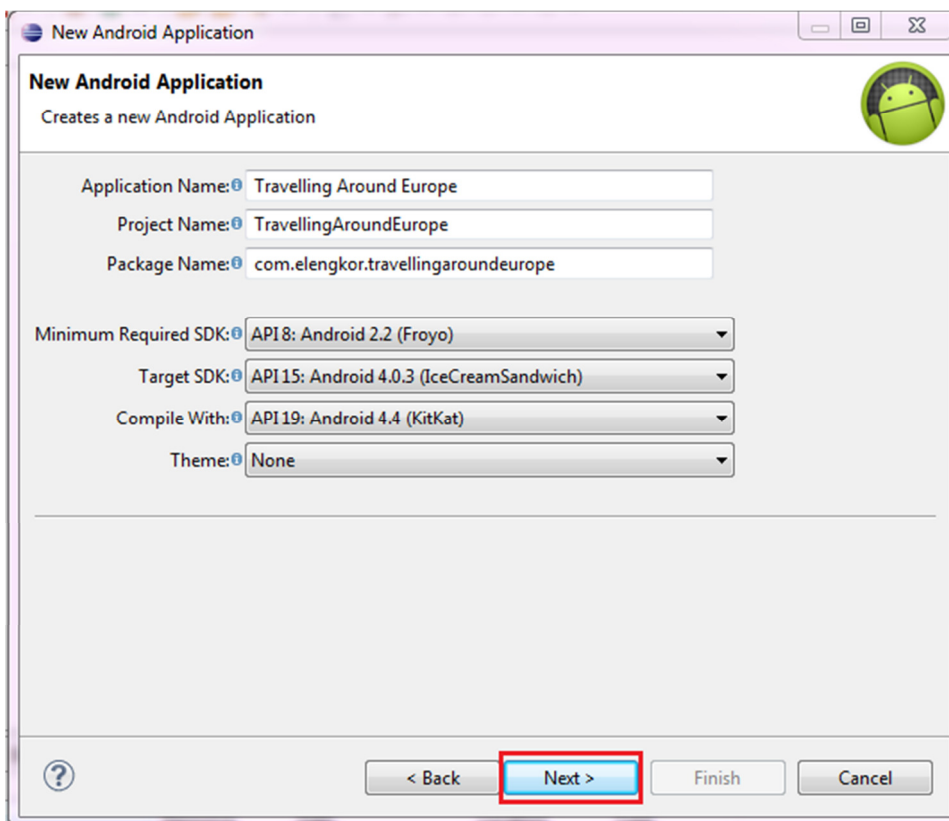 New Android Application
New Android Application
Creates a new Android Application
Application Name: Travelling Around Europe
Project Name: TravellingAroundEurope
Package Name: com.elengkor.travellingaroundeurope
Minimum Required SDK: API 8: Android 2.2 (Froyo)
Target SDK: API 15: Android 4.0.3 (IceCreamSandwich)
Compile With: API 19: Android 4.4 (KitKat)
Theme: None
? < Back Next > Finish Cancel